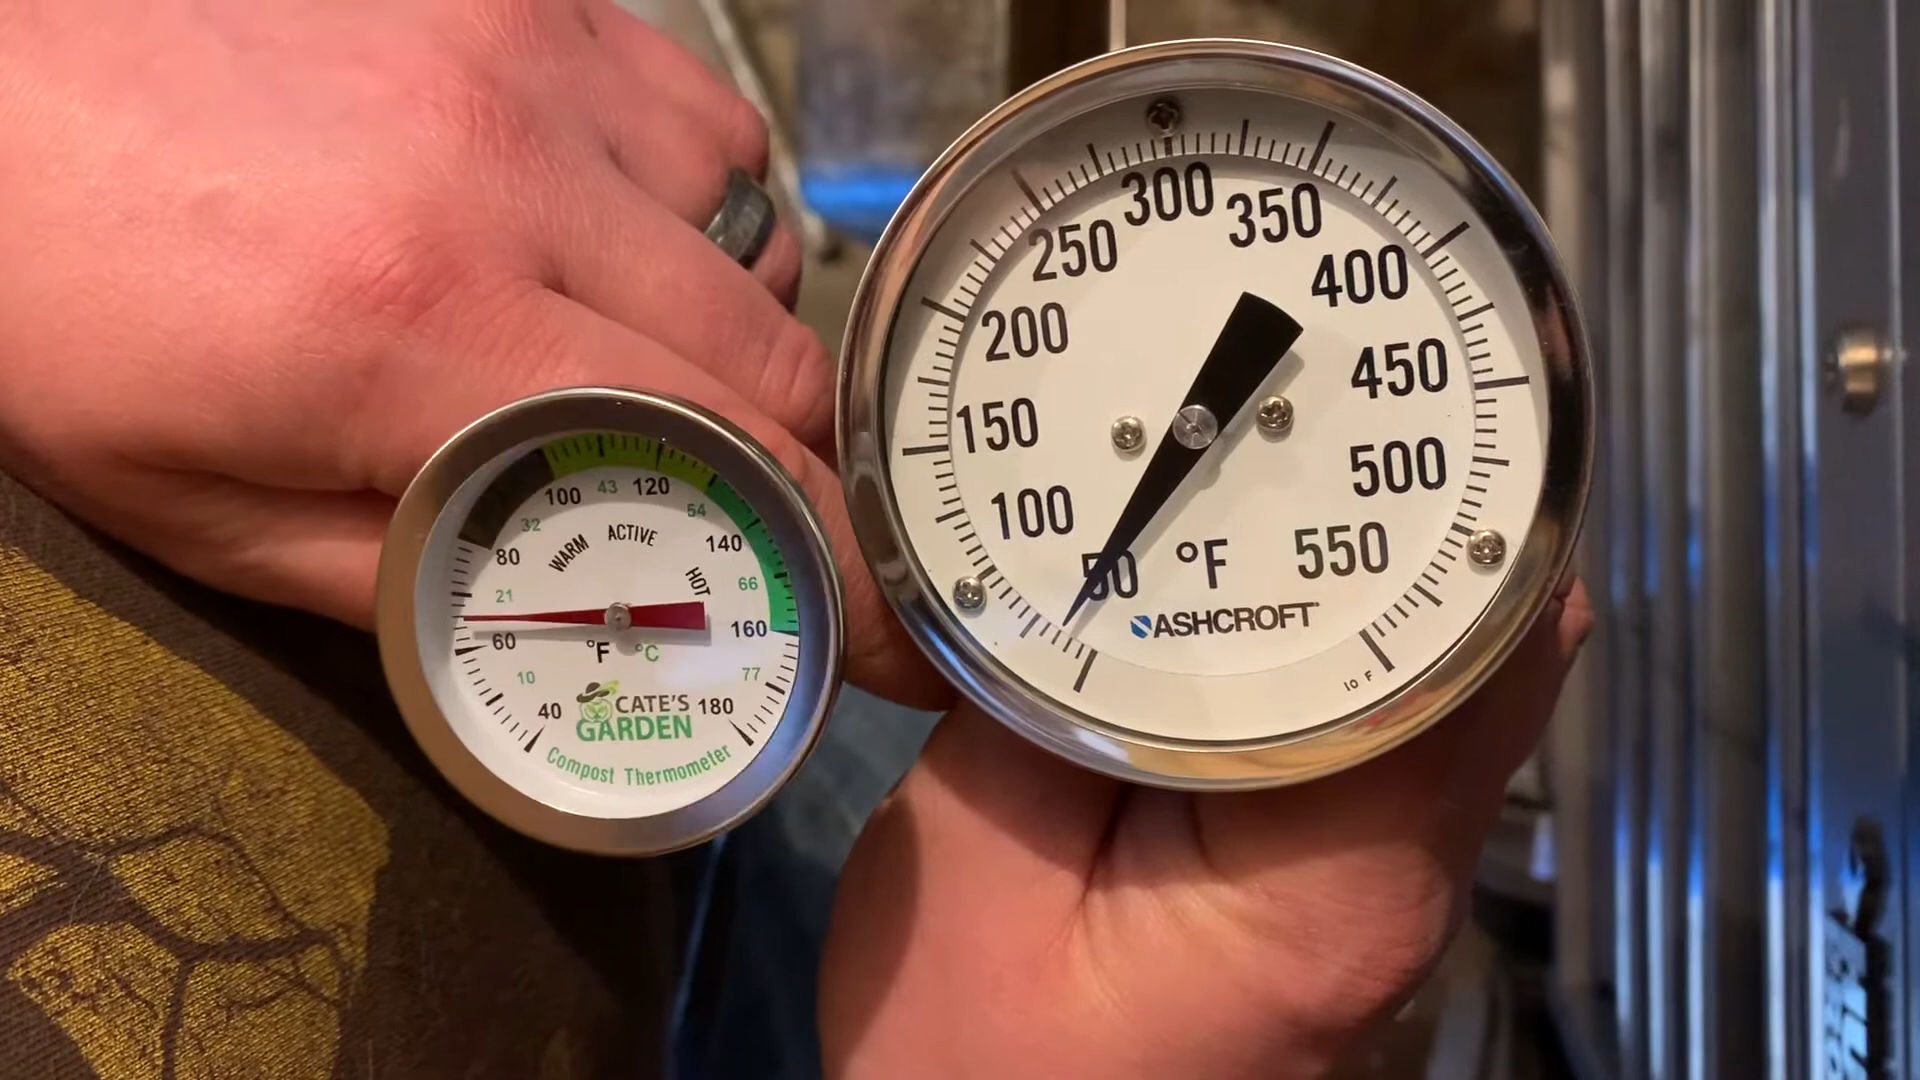 40
10
60
21
80
32
100
43
120
54
140
66
160
77
180
WARM
ACTIVE
HOT
°F °C
CATE'S
GARDEN
Compost Thermometer
50
100
150
200
250
300
350
400
450
500
550
°F
ASHCROFT
10 F